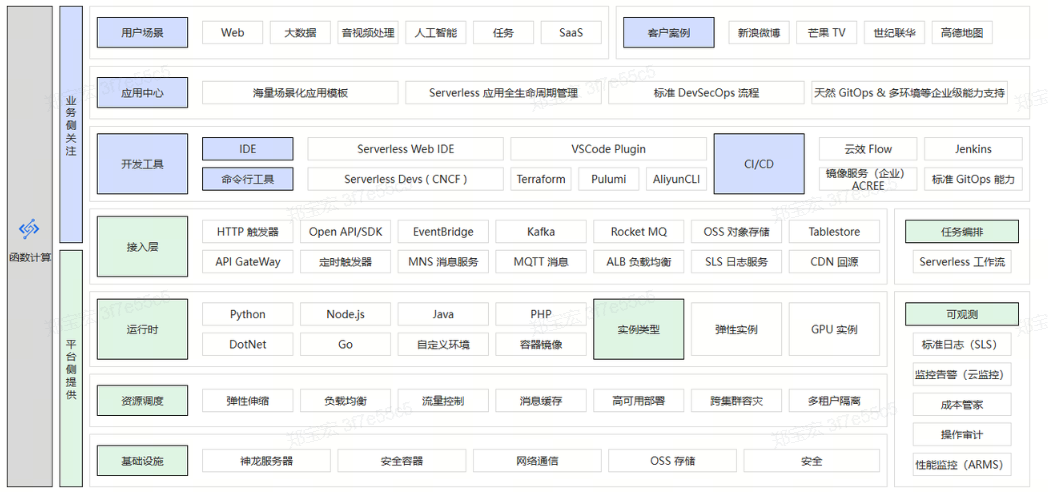 函数计算
业务侧关注
平台侧提供
用户场景
Web
大数据
音视频处理
人工智能
任务
SaaS
客户案例
新浪微博
芒果 TV
世纪联华
高德地图
应用中心
海量场景化应用模板
Serverless 应用全生命周期管理
标准 DevSecOps 流程
天然 GitOps & 多环境等企业级能力支持
开发工具
IDE
Serverless Web IDE
VSCode Plugin
命令行工具
Serverless Devs ( CNCF )
Terraform
Pulumi
AliyunCLI
CI/CD
云效 Flow
Jenkins
镜像服务（企业）
ACREE
标准 GitOps 能力
接入层
HTTP 触发器
Open API/SDK
EventBridge
Kafka
Rocket MQ
OSS 对象存储
Tablestore
API GateWay
定时触发器
MNS 消息服务
MQTT 消息
ALB 负载均衡
SLS 日志服务
CDN 回源
任务编排
Serverless 工作流
运行时
Python
Node.js
Java
PHP
DotNet
Go
自定义环境
容器镜像
实例类型
弹性实例
GPU 实例
可观测
标准日志（SLS）
监控告警（云监控）
成本管家
操作审计
性能监控（ARMS）
资源调度
弹性伸缩
负载均衡
流量控制
消息缓存
高可用部署
跨集群容灾
多租户隔离
基础设施
神龙服务器
安全容器
网络通信
OSS 存储
安全
郑宝宏 3f7e55c5